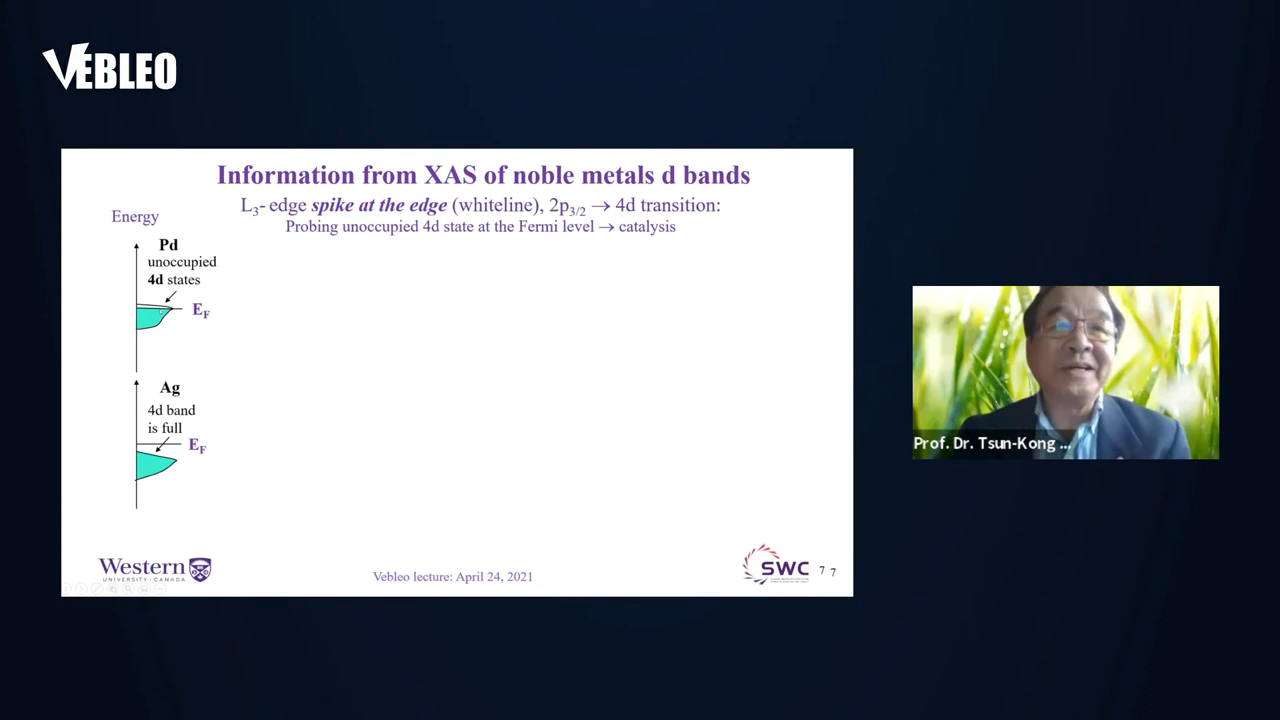 VEBLEO
Information from XAS of noble metals d bands
L3- edge spike at the edge (whiteline), 2p3/2 → 4d transition:
Probing unoccupied 4d state at the Fermi level → catalysis
Energy
Pd
unoccupied
4d states
EF
Ag
4d band
is full
EF
Western
UNIVERSITY · CANADA
Vebleo lecture: April 24, 2021
SWC
7 7
Prof. Dr. Tsun-Kong ...